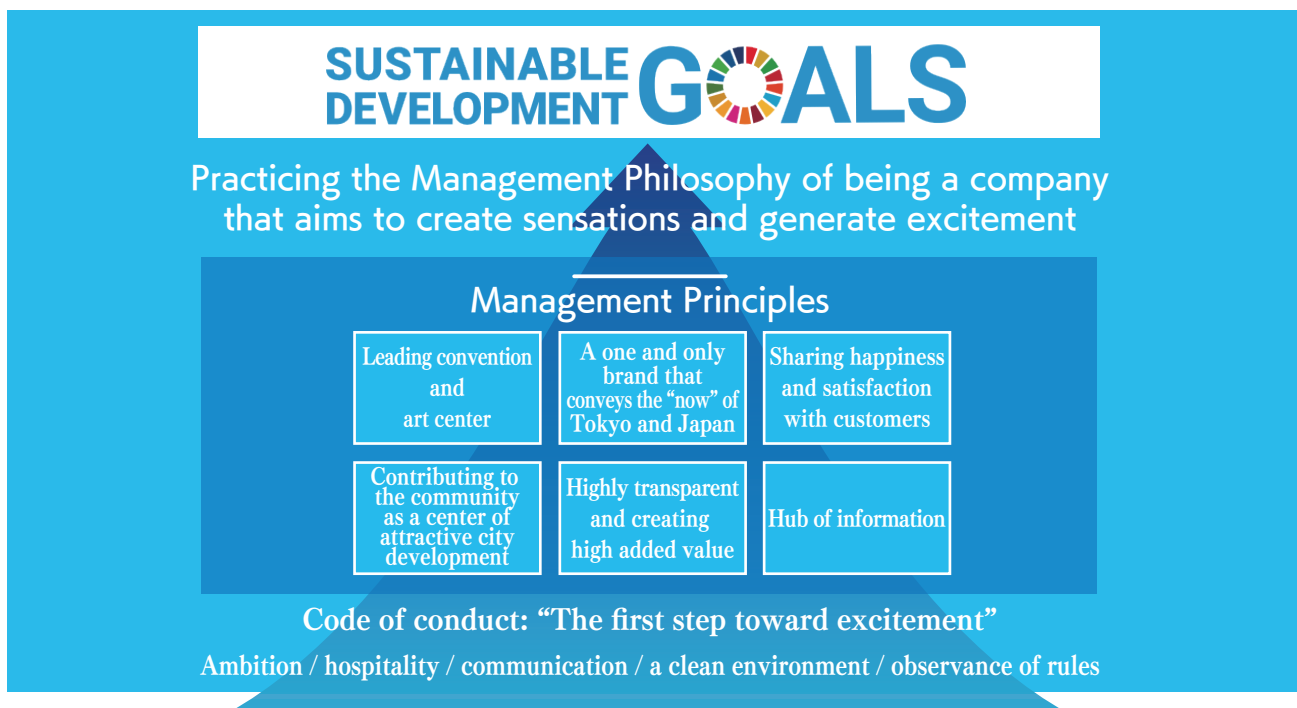 SUSTAINABLE
DEVELOPMENT
GOALS
Practicing the Management Philosophy of being a company
that aims to create sensations and generate excitement
Management Principles
Leading convention
and
art center
A one and only
brand that
conveys the “now” of
Tokyo and Japan
Sharing happiness
and satisfaction
with customers
Contributing to
the community
as a center of
attractive city
development
Highly transparent
and creating
high added value
Hub of information
Code of conduct: “The first step toward excitement”
Ambition / hospitality / communication / a clean environment / observance of rules